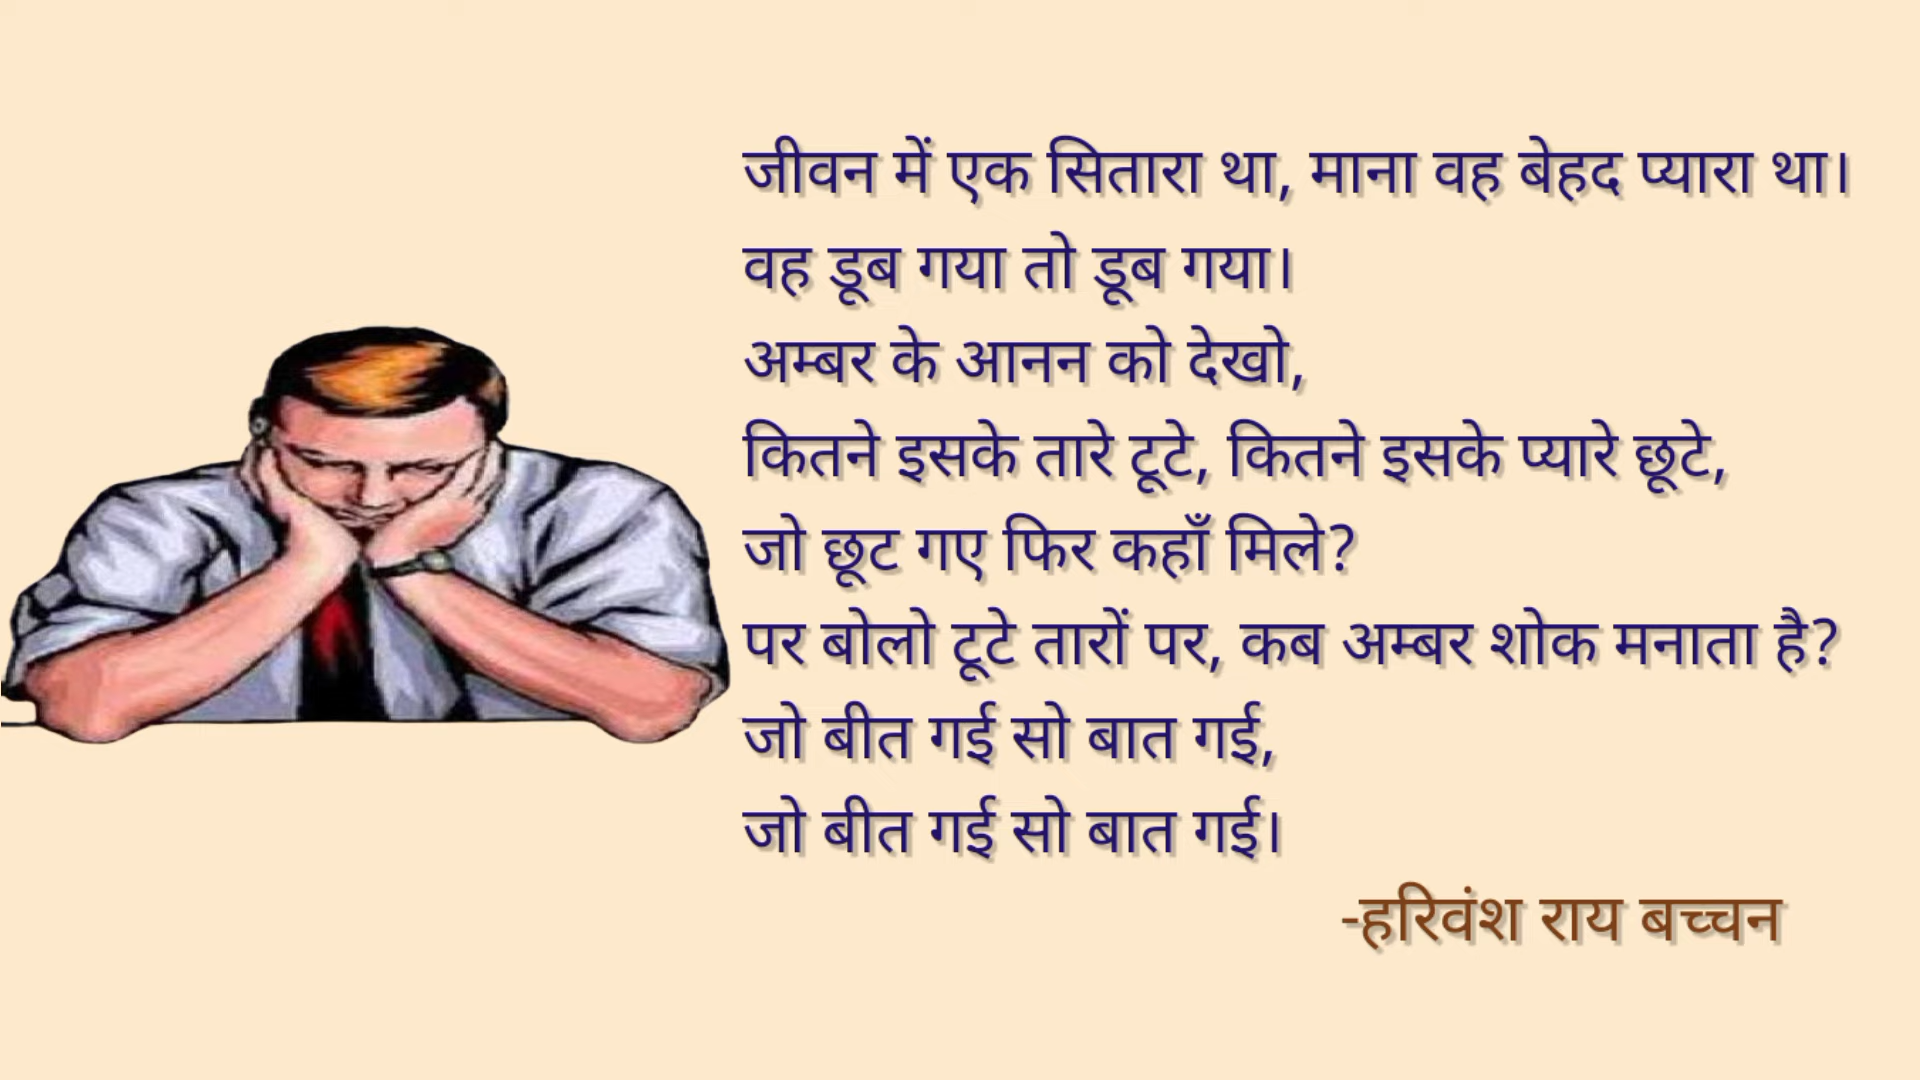 जीवन में एक सितारा था, माना वह बेहद प्यारा था।
वह डूब गया तो डूब गया।
अम्बर के आनन को देखो,
कितने इसके तारे टूटे, कितने इसके प्यारे छूटे,
जो छूट गए फिर कहाँ मिले?
पर बोलो टूटे तारों पर, कब अम्बर शोक मनाता है?
जो बीत गई सो बात गई,
जो बीत गई सो बात गई।
-हरिवंश राय बच्चन